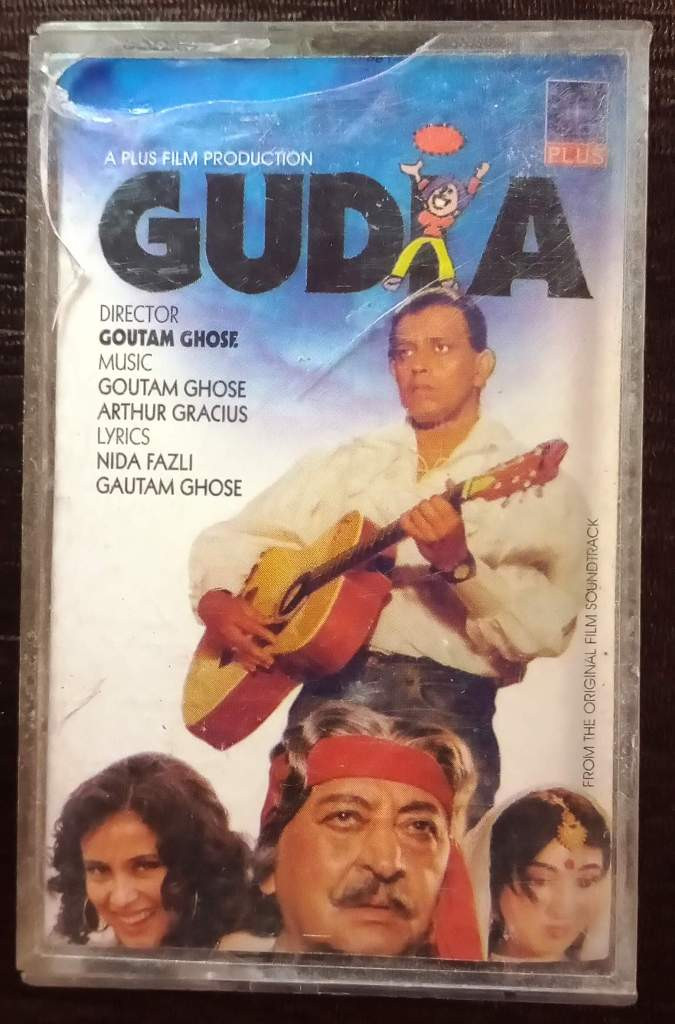 PLUS
A PLUS FILM PRODUCTION
GUDIA
DIRECTOR
GOUTAM GHOSE
MUSIC
GOUTAM GHOSE
ARTHUR GRACIUS
LYRICS
NIDA FAZLI
GAUTAM GHOSE
FROM THE ORIGINAL FILM SOUNDTRACK